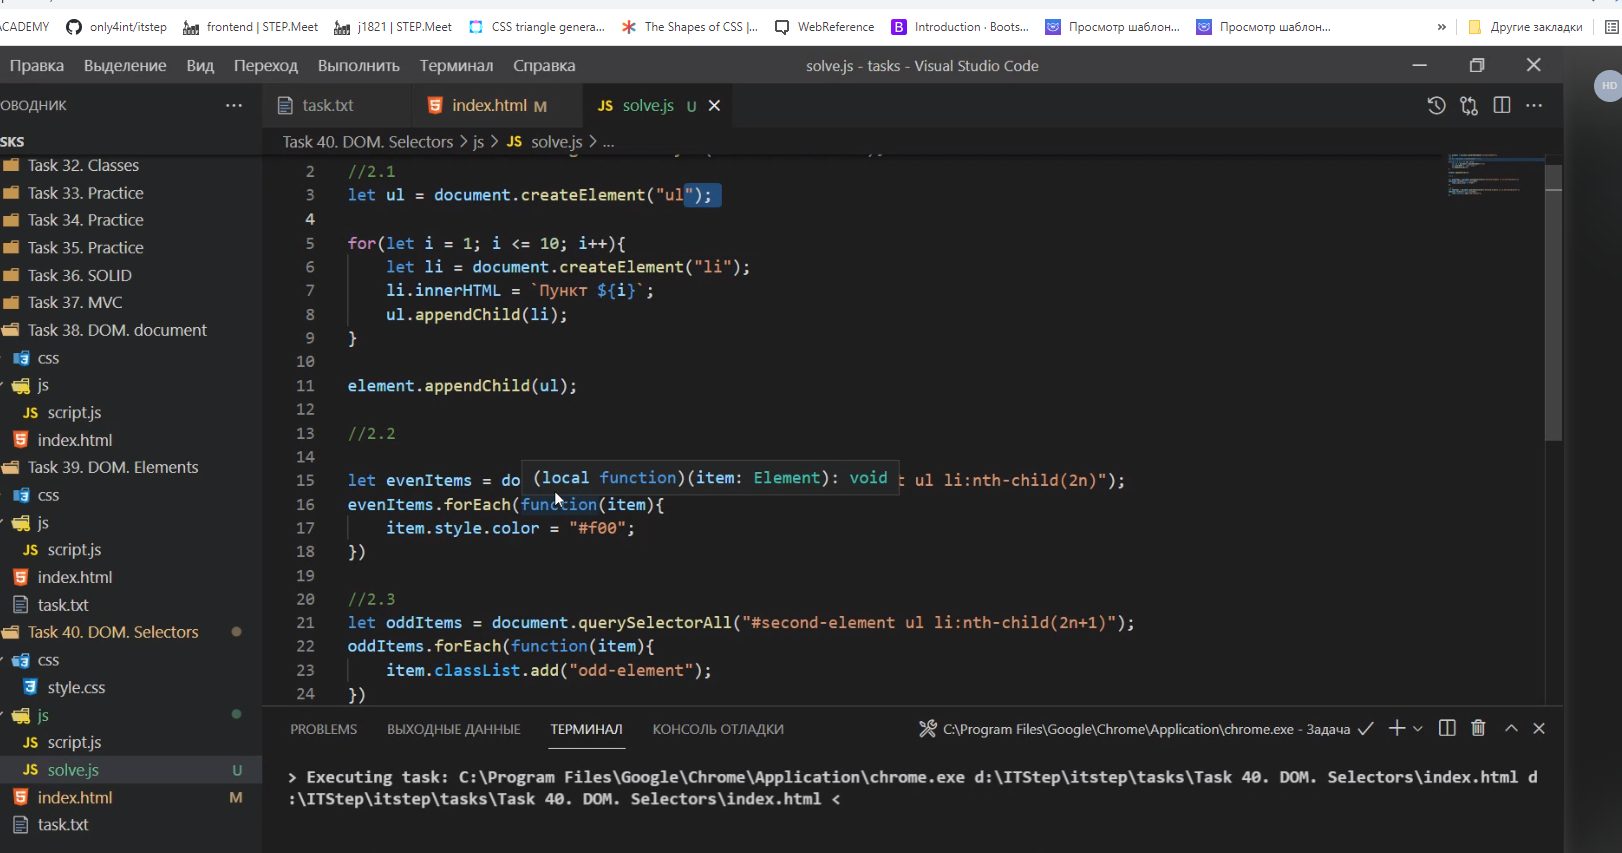 ACADEMY
only4int/itstep
frontend | STEP.Meet
j1821 | STEP.Meet
CSS triangle genera...
The Shapes of CSS |...
WebReference
Introduction · Boots...
Просмотр шаблон...
Просмотр шаблон...
»
Другие закладки
Правка Выделение Вид Переход Выполнить Терминал Справка
solve.js - tasks - Visual Studio Code
HD
ОВОДНИК ...
task.txt
index.html M
JS solve.js U
SKS
Task 40. DOM. Selectors > js > JS solve.js > ...
Task 32. Classes
Task 33. Practice
Task 34. Practice
Task 35. Practice
Task 36. SOLID
Task 37. MVC
Task 38. DOM. document
css
js
JS script.js
index.html
Task 39. DOM. Elements
css
js
JS script.js
index.html
task.txt
Task 40. DOM. Selectors
css
style.css
js
JS script.js
JS solve.js U
index.html M
task.txt
2 //2.1
3 let ul = document.createElement("ul");
4
5 for(let i = 1; i <= 10; i++){
6 let li = document.createElement("li");
7 li.innerHTML = `Пункт ${i}`;
8 ul.appendChild(li);
9 }
10
11 element.appendChild(ul);
12
13 //2.2
14
(local function)(item: Element): void
15 let evenItems = do t ul li:nth-child(2n)");
16 evenItems.forEach(function(item){
17 item.style.color = "#f00";
18 })
19
20 //2.3
21 let oddItems = document.querySelectorAll("#second-element ul li:nth-child(2n+1)");
22 oddItems.forEach(function(item){
23 item.classList.add("odd-element");
24 })
PROBLEMS ВЫХОДНЫЕ ДАННЫЕ ТЕРМИНАЛ КОНСОЛЬ ОТЛАДКИ
C:\Program Files\Google\Chrome\Application\chrome.exe - Задача
> Executing task: C:\Program Files\Google\Chrome\Application\chrome.exe d:\ITStep\itstep\tasks\Task 40. DOM. Selectors\index.html d
:\ITStep\itstep\tasks\Task 40. DOM. Selectors\index.html <